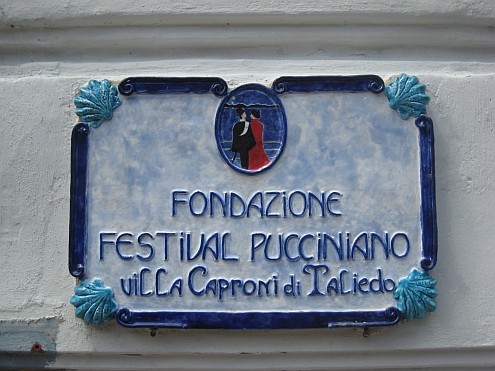 FONDAZIONE
FESTIVAL PUCCINIANO
VILLA CAPRONI di TALiEdo